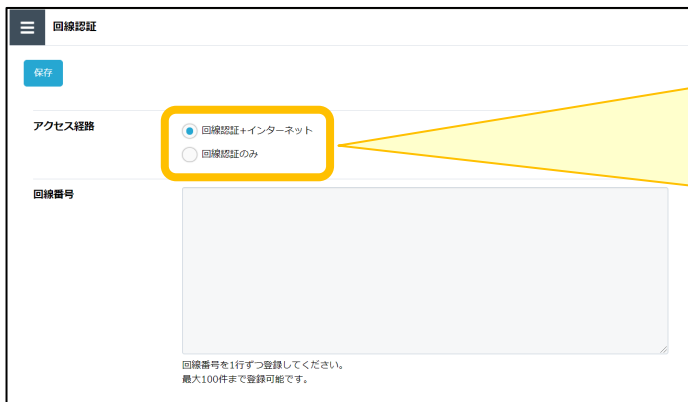 回線認証
保存
アクセス経路
回線認証+インターネット
回線認証のみ
回線番号
回線番号を1行ずつ登録してください。
最大100件まで登録可能です。